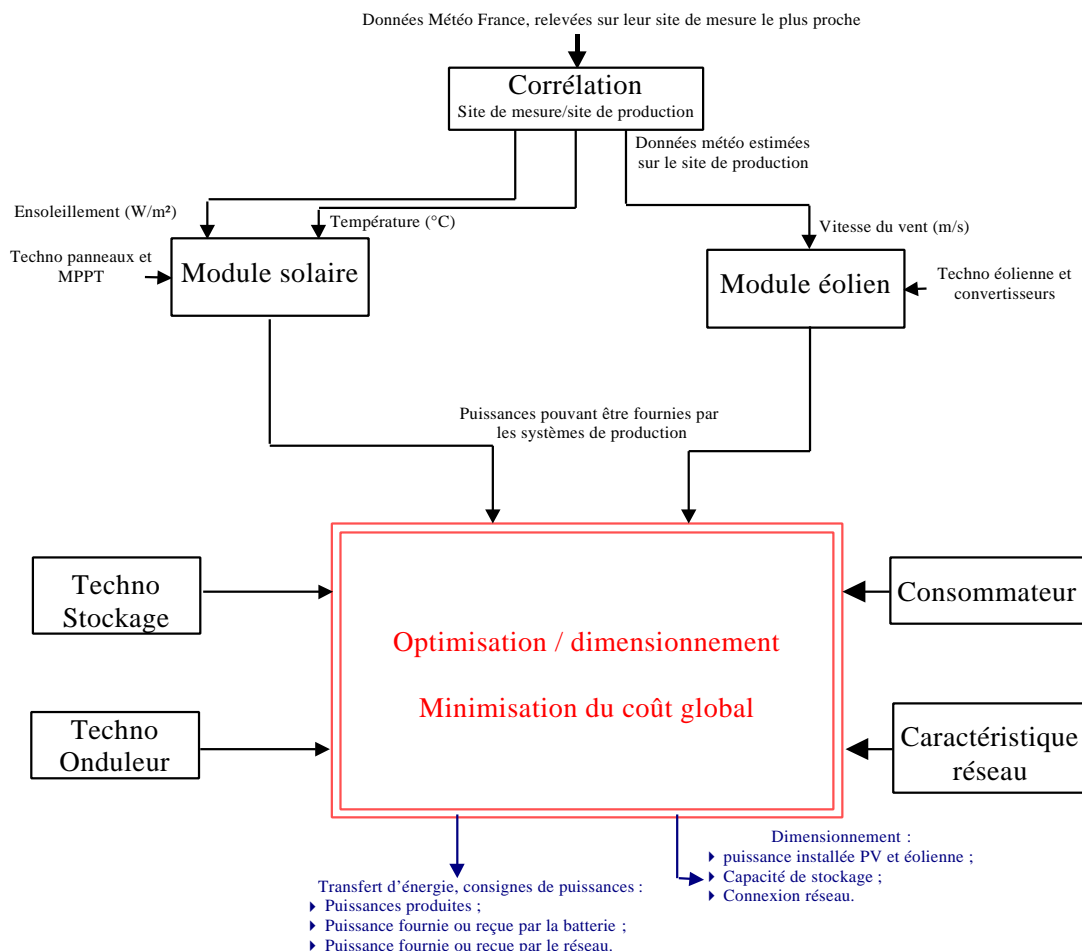 Données Météo France, relevées sur leur site de mesure le plus proche
Corrélation
Site de mesure/site de production
Données météo estimées
sur le site de production
Ensoleillement (W/m²)
Température (°C)
Vitesse du vent (m/s)
Techno panneaux et
MPPT
Module solaire
Module éolien
Techno éolienne et
convertisseurs
Puissances pouvant être fournies par
les systèmes de production
Techno
Stockage
Consommateur
Optimisation / dimensionnement
Minimisation du coût global
Techno
Onduleur
Caractéristique
réseau
Transfert d’énergie, consignes de puissances :
Puissances produites ;
Puissance fournie ou reçue par la batterie ;
Puissance fournie ou reçue par le réseau.
Dimensionnement :
puissance installée PV et éolienne ;
Capacité de stockage ;
Connexion réseau.